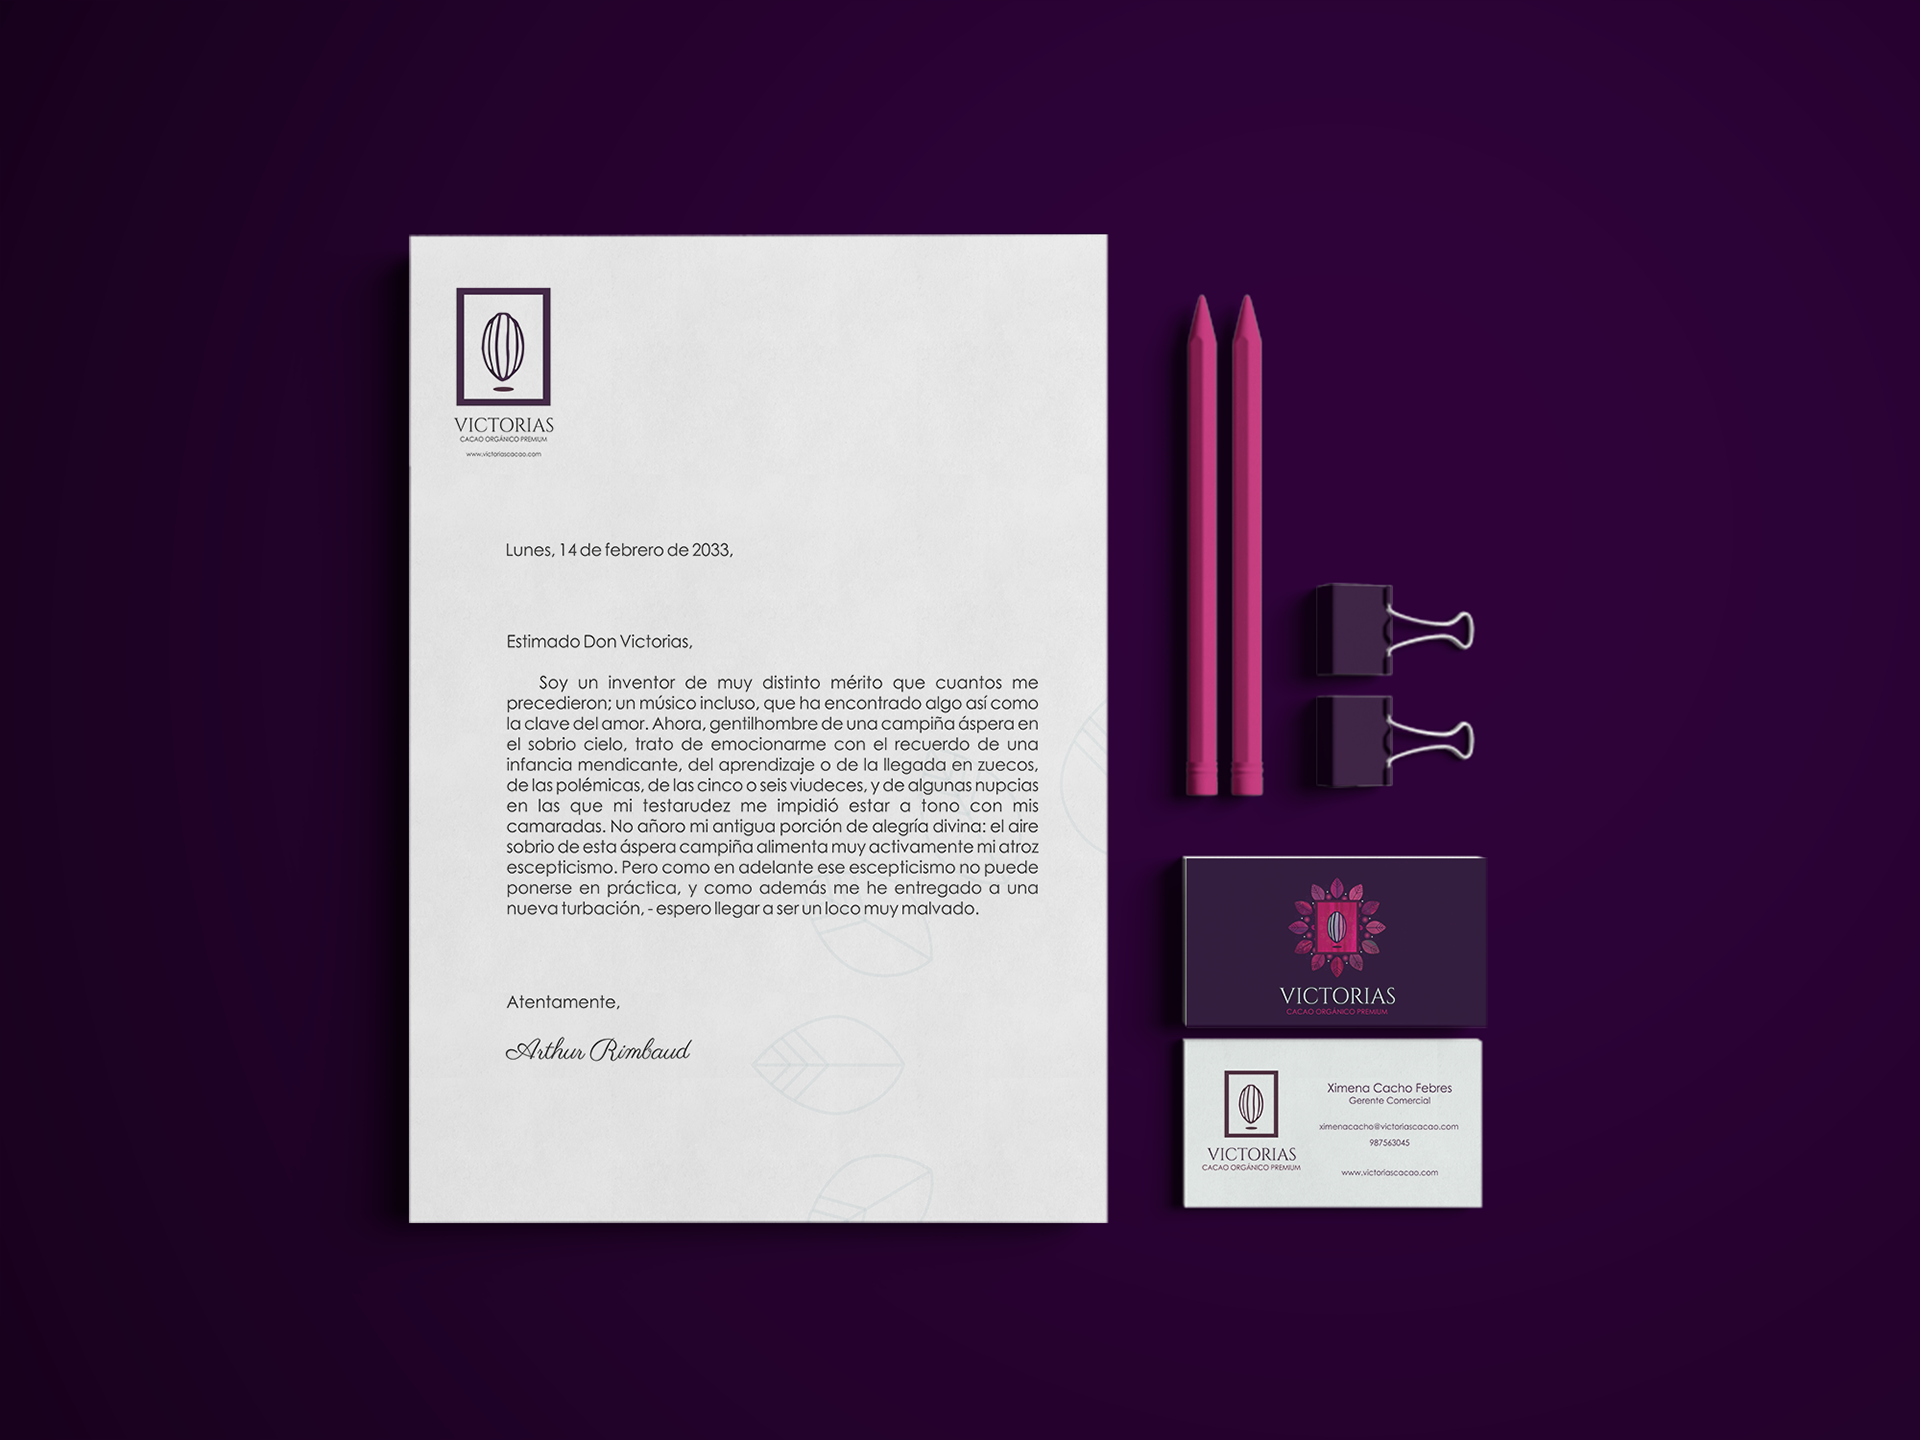 VICTORIAS
CACAO ORGÁNICO PREMIUM
www.victoriascacao.com
Lunes, 14 de febrero de 2033,
Estimado Don Victorias,
Soy un inventor de muy distinto mérito que cuantos me
precedieron; un músico incluso, que ha encontrado algo así como
la clave del amor. Ahora, gentilhombre de una campiña áspera en
el sobrio cielo, trato de emocionarme con el recuerdo de una
infancia mendicante, del aprendizaje o de la llegada en zuecos,
de las polémicas, de las cinco o seis viudeces, y de algunas nupcias
en las que mi testarudez me impidió estar a tono con mis
camaradas. No añoro mi antigua porción de alegría divina: el aire
sobrio de esta áspera campiña alimenta muy activamente mi atroz
escepticismo. Pero como en adelante ese escepticismo no puede
ponerse en práctica, y como además me he entregado a una
nueva turbación, - espero llegar a ser un loco muy malvado.
Atentamente,
Arthur Rimbaud
VICTORIAS
CACAO ORGÁNICO PREMIUM
VICTORIAS
CACAO ORGÁNICO PREMIUM
Ximena Cacho Febres
Gerente Comercial
ximenacacho@victoriascacao.com
987563045
www.victoriascacao.com